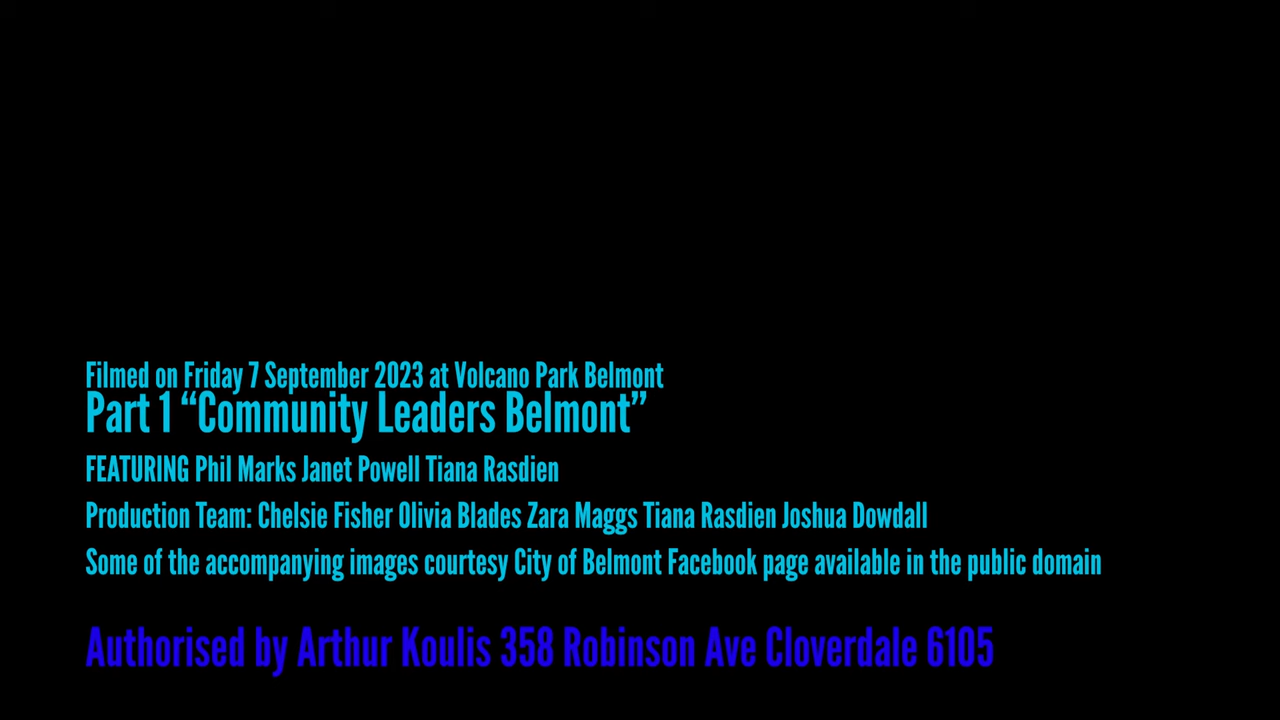 Filmed on Friday 7 September 2023 at Volcano Park Belmont
Part 1 “Community Leaders Belmont”
FEATURING Phil Marks Janet Powell Tiana Rasdien
Production Team: Chelsie Fisher Olivia Blades Zara Maggs Tiana Rasdien Joshua Dowdall
Some of the accompanying images courtesy City of Belmont Facebook page available in the public domain
Authorised by Arthur Koulis 358 Robinson Ave Cloverdale 6105